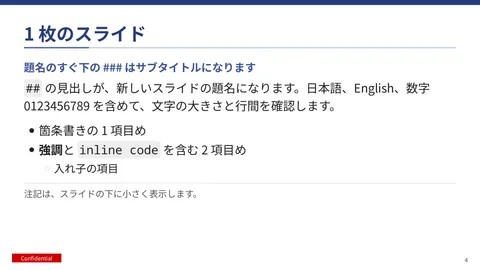 1 枚のスライド
題名のすぐ下の ### はサブタイトルになります
## の見出しが、新しいスライドの題名になります。日本語、English、数字
0123456789 を含めて、文字の大きさと行間を確認します。
• 箇条書きの 1 項目め
• 強調と inline code を含む 2 項目め
◦ 入れ子の項目
注記は、スライドの下に小さく表示します。
Confidential
4